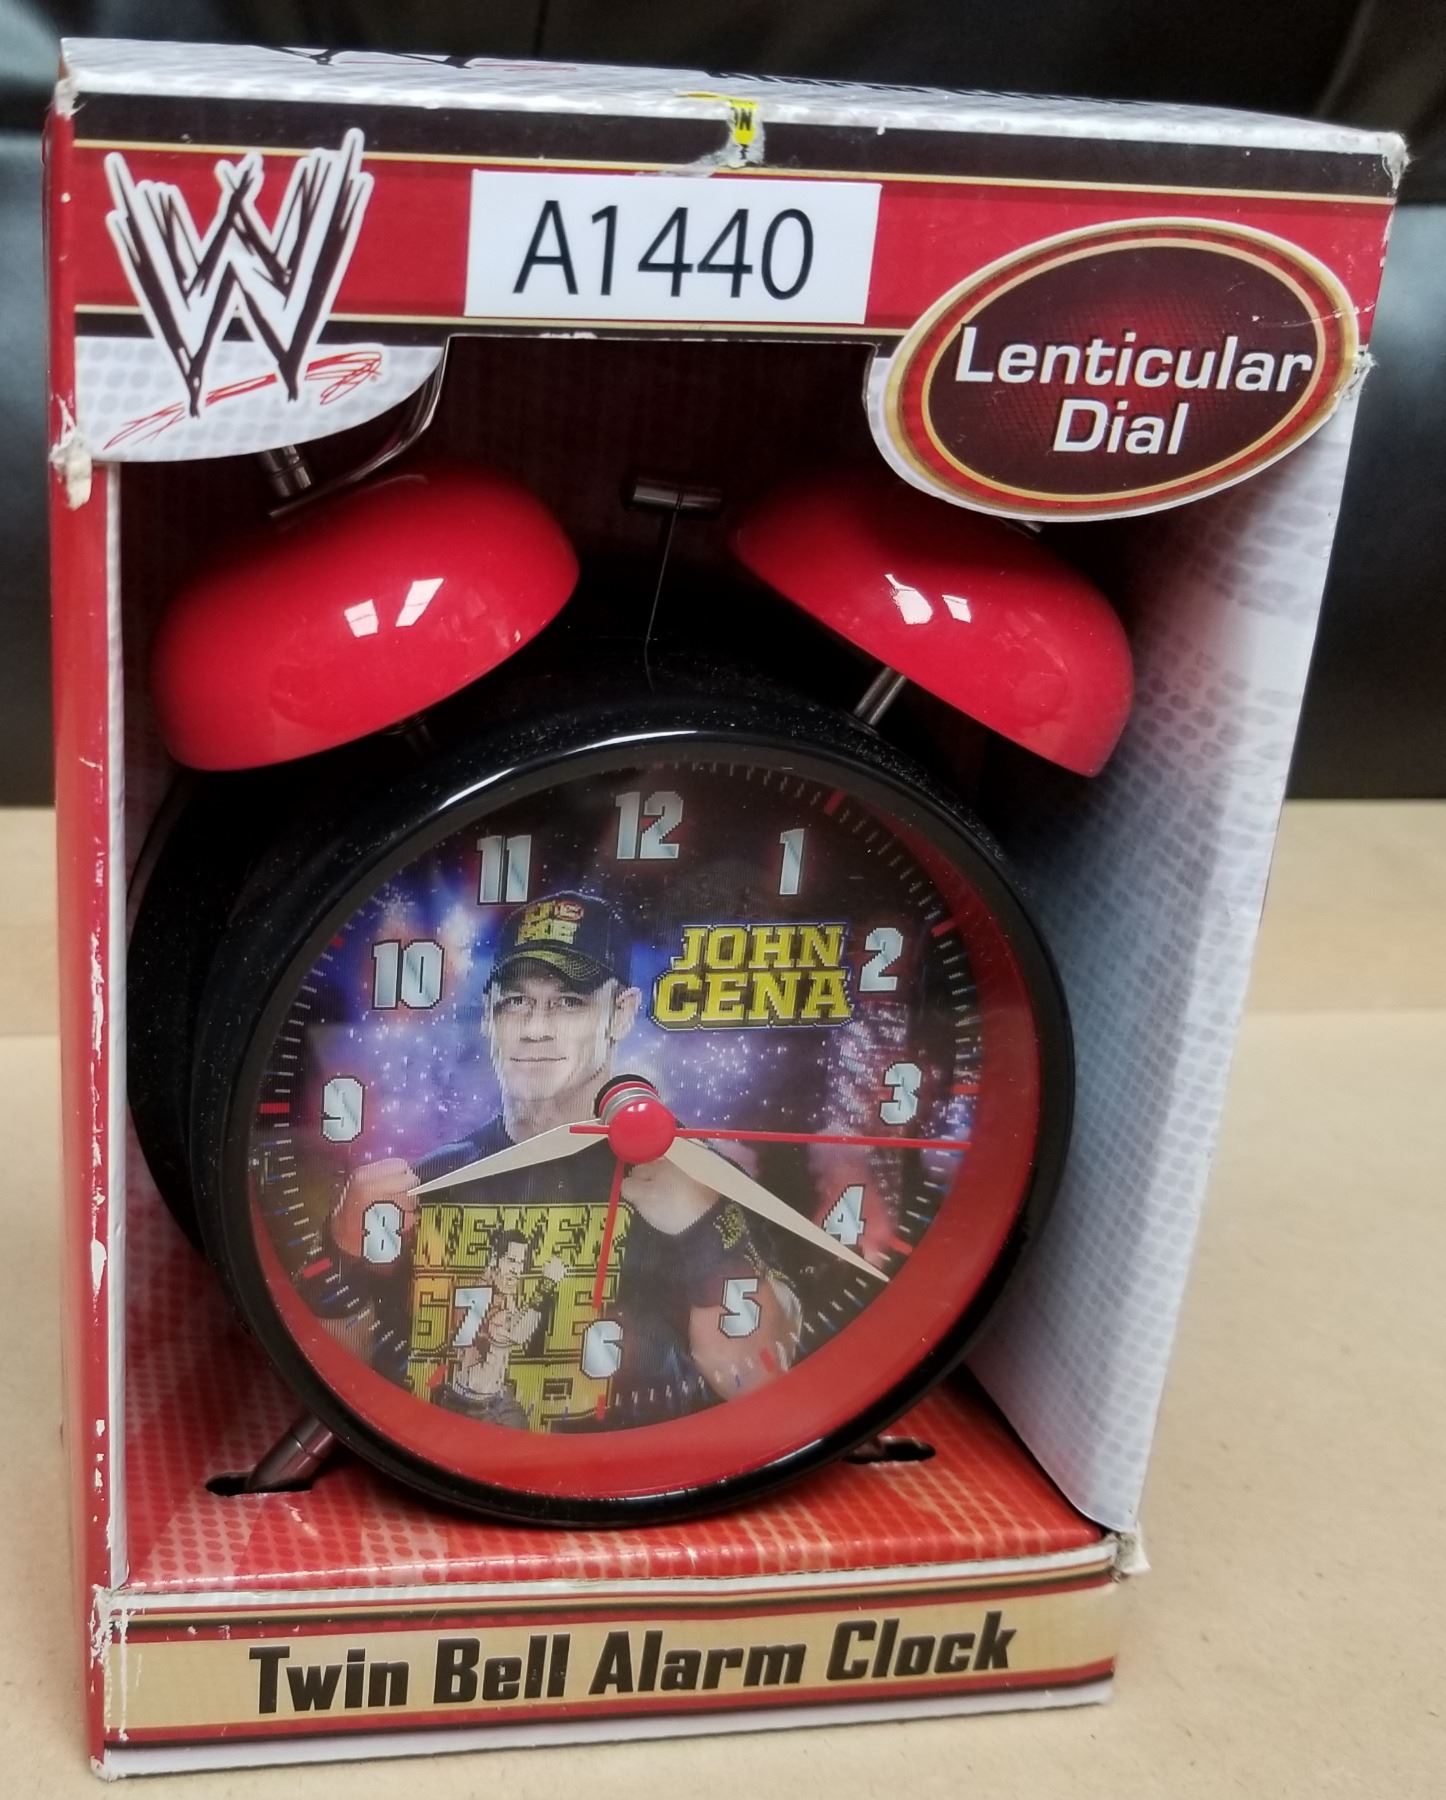 W
A1440
Lenticular
Dial
12
11
1
10
2
JOHN
CENA
9
3
8
4
NEVER
GIVE
UP
7
5
6
Twin Bell Alarm Clock